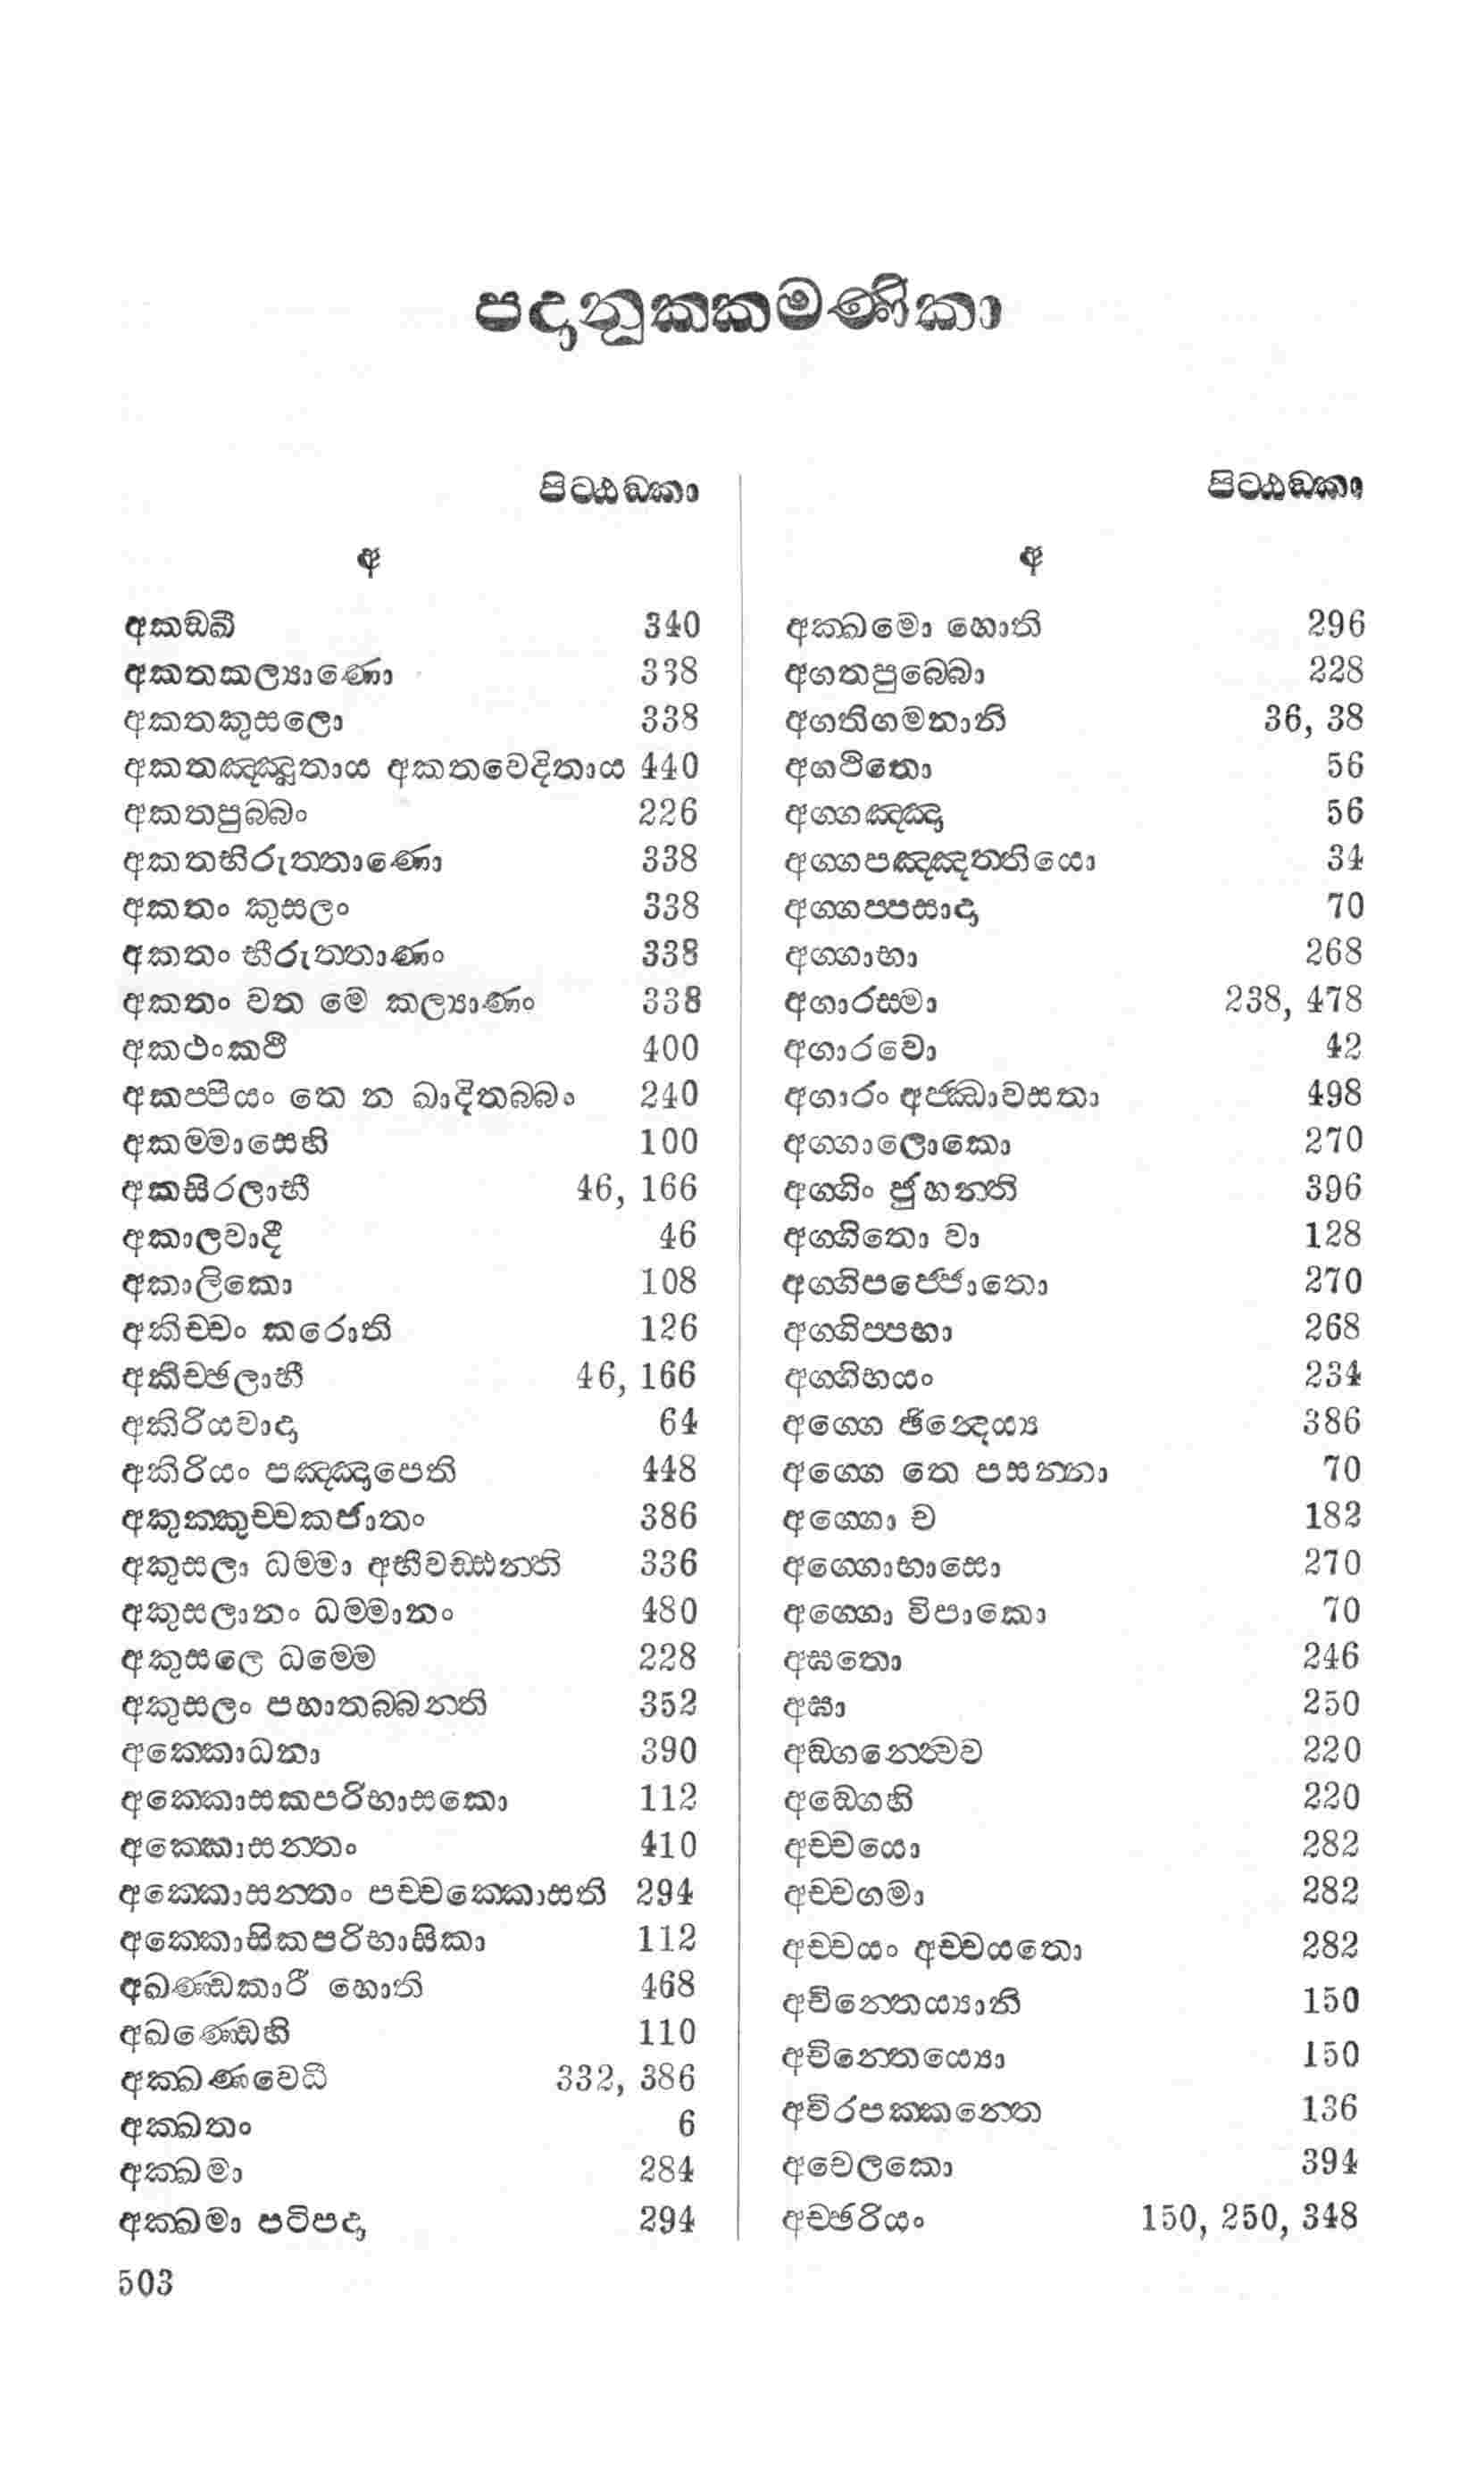 පදානුක‍්කමණිකා
පිට‍්ඨඞ‍්කා
අ
අකඞ‍්ඛී 340
අකතකල්‍යාණො 338
අකතකුසලො 338
අකතඤ‍්ඤුතාය අකතවෙදිතාය 440
අකතපුබ‍්බං 226
අකතභිරුත‍්තාණො 338
අකතං කුසලං 338
අකතං භීරුත‍්තාණං 338
අකතං වත මෙ කල්‍යාණං 338
අකථංකථී 400
අකප‍්පියං තෙ න ඛාදිතබ‍්බං 240
අකම‍්මාසෙහි 100
අකසිරලාභී 46, 166
අකාලවාදී 46
අකාලිකො 108
අකිච‍්චං කරොති 126
අකිච‍්ඡලාභී 46, 166
අකිරියවාදා 64
අකිරියං පඤ‍්ඤාපෙති 448
අකුක‍්කුච‍්චකජාතං 386
අකුසලා ධම‍්මා අභිවඩ‍්ඪන‍්ති 336
අකුසලානං ධම‍්මානං 480
අකුසලෙ ධම‍්මෙ 228
අකුසලං පහාතබ‍්බන‍්ති 352
අක‍්කොධනා 390
අක‍්කොසකපරිභාසකො 112
අක‍්කොසන‍්තං 410
අක‍්කොසන‍්තං පච‍්චක‍්කොසති 294
අක‍්කොසිකපරිභාසිකා 112
අඛණ‍්ඩකාරී හොති 468
අඛණ‍්ඩෙහි 110
අක‍්ඛණවෙධී 332, 386
අක‍්ඛතං 6
අක‍්ඛමා 284
අක‍්ඛමා පටිපදා 294
503
පිට‍්ඨඞ‍්කා
අ
අක‍්ඛමො හොති 296
අගතපුබ‍්බො 228
අගතිගමනානි 36, 38
අගථිතො 56
අග‍්ගඤ‍්ඤා 56
අග‍්ගපඤ‍්ඤත‍්තියො 34
අග‍්ගප‍්පසාදා 70
අග‍්ගාභා 268
අගාරසමා 238, 478
අගාරවො 42
අගාරං අජ‍්ඣාවසතා 498
අග‍්ගාලොකො 270
අග‍්ගිං ජුහන‍්ති 396
අග‍්ගිතො වා 128
අග‍්ගිපජ‍්ජොතො 270
අග‍්ගිප‍්පභා 268
අග‍්ගිභයං 234
අග‍්ගෙ ඡිඤ‍්ඤෙය්‍ය 386
අග‍්ගෙ තෙ පසන‍්නා 70
අග‍්ගො ච 182
අග‍්ගොභාසො 270
අග‍්ගො විපාකො 70
අඝතො 246
අඝා 250
අඞ‍්ගනෙත්‍වව 220
අඞ‍්ගෙහි 220
අච‍්චයො 282
අච‍්චගමා 282
අච‍්චයං අච‍්චයතො 282
අචින‍්තෙය්‍යානි 150
අචින‍්තෙය්‍යො 150
අචිරපක‍්කන‍්තෙ 136
අචෙලකො 394
අච‍්ඡරියං 150, 250, 348